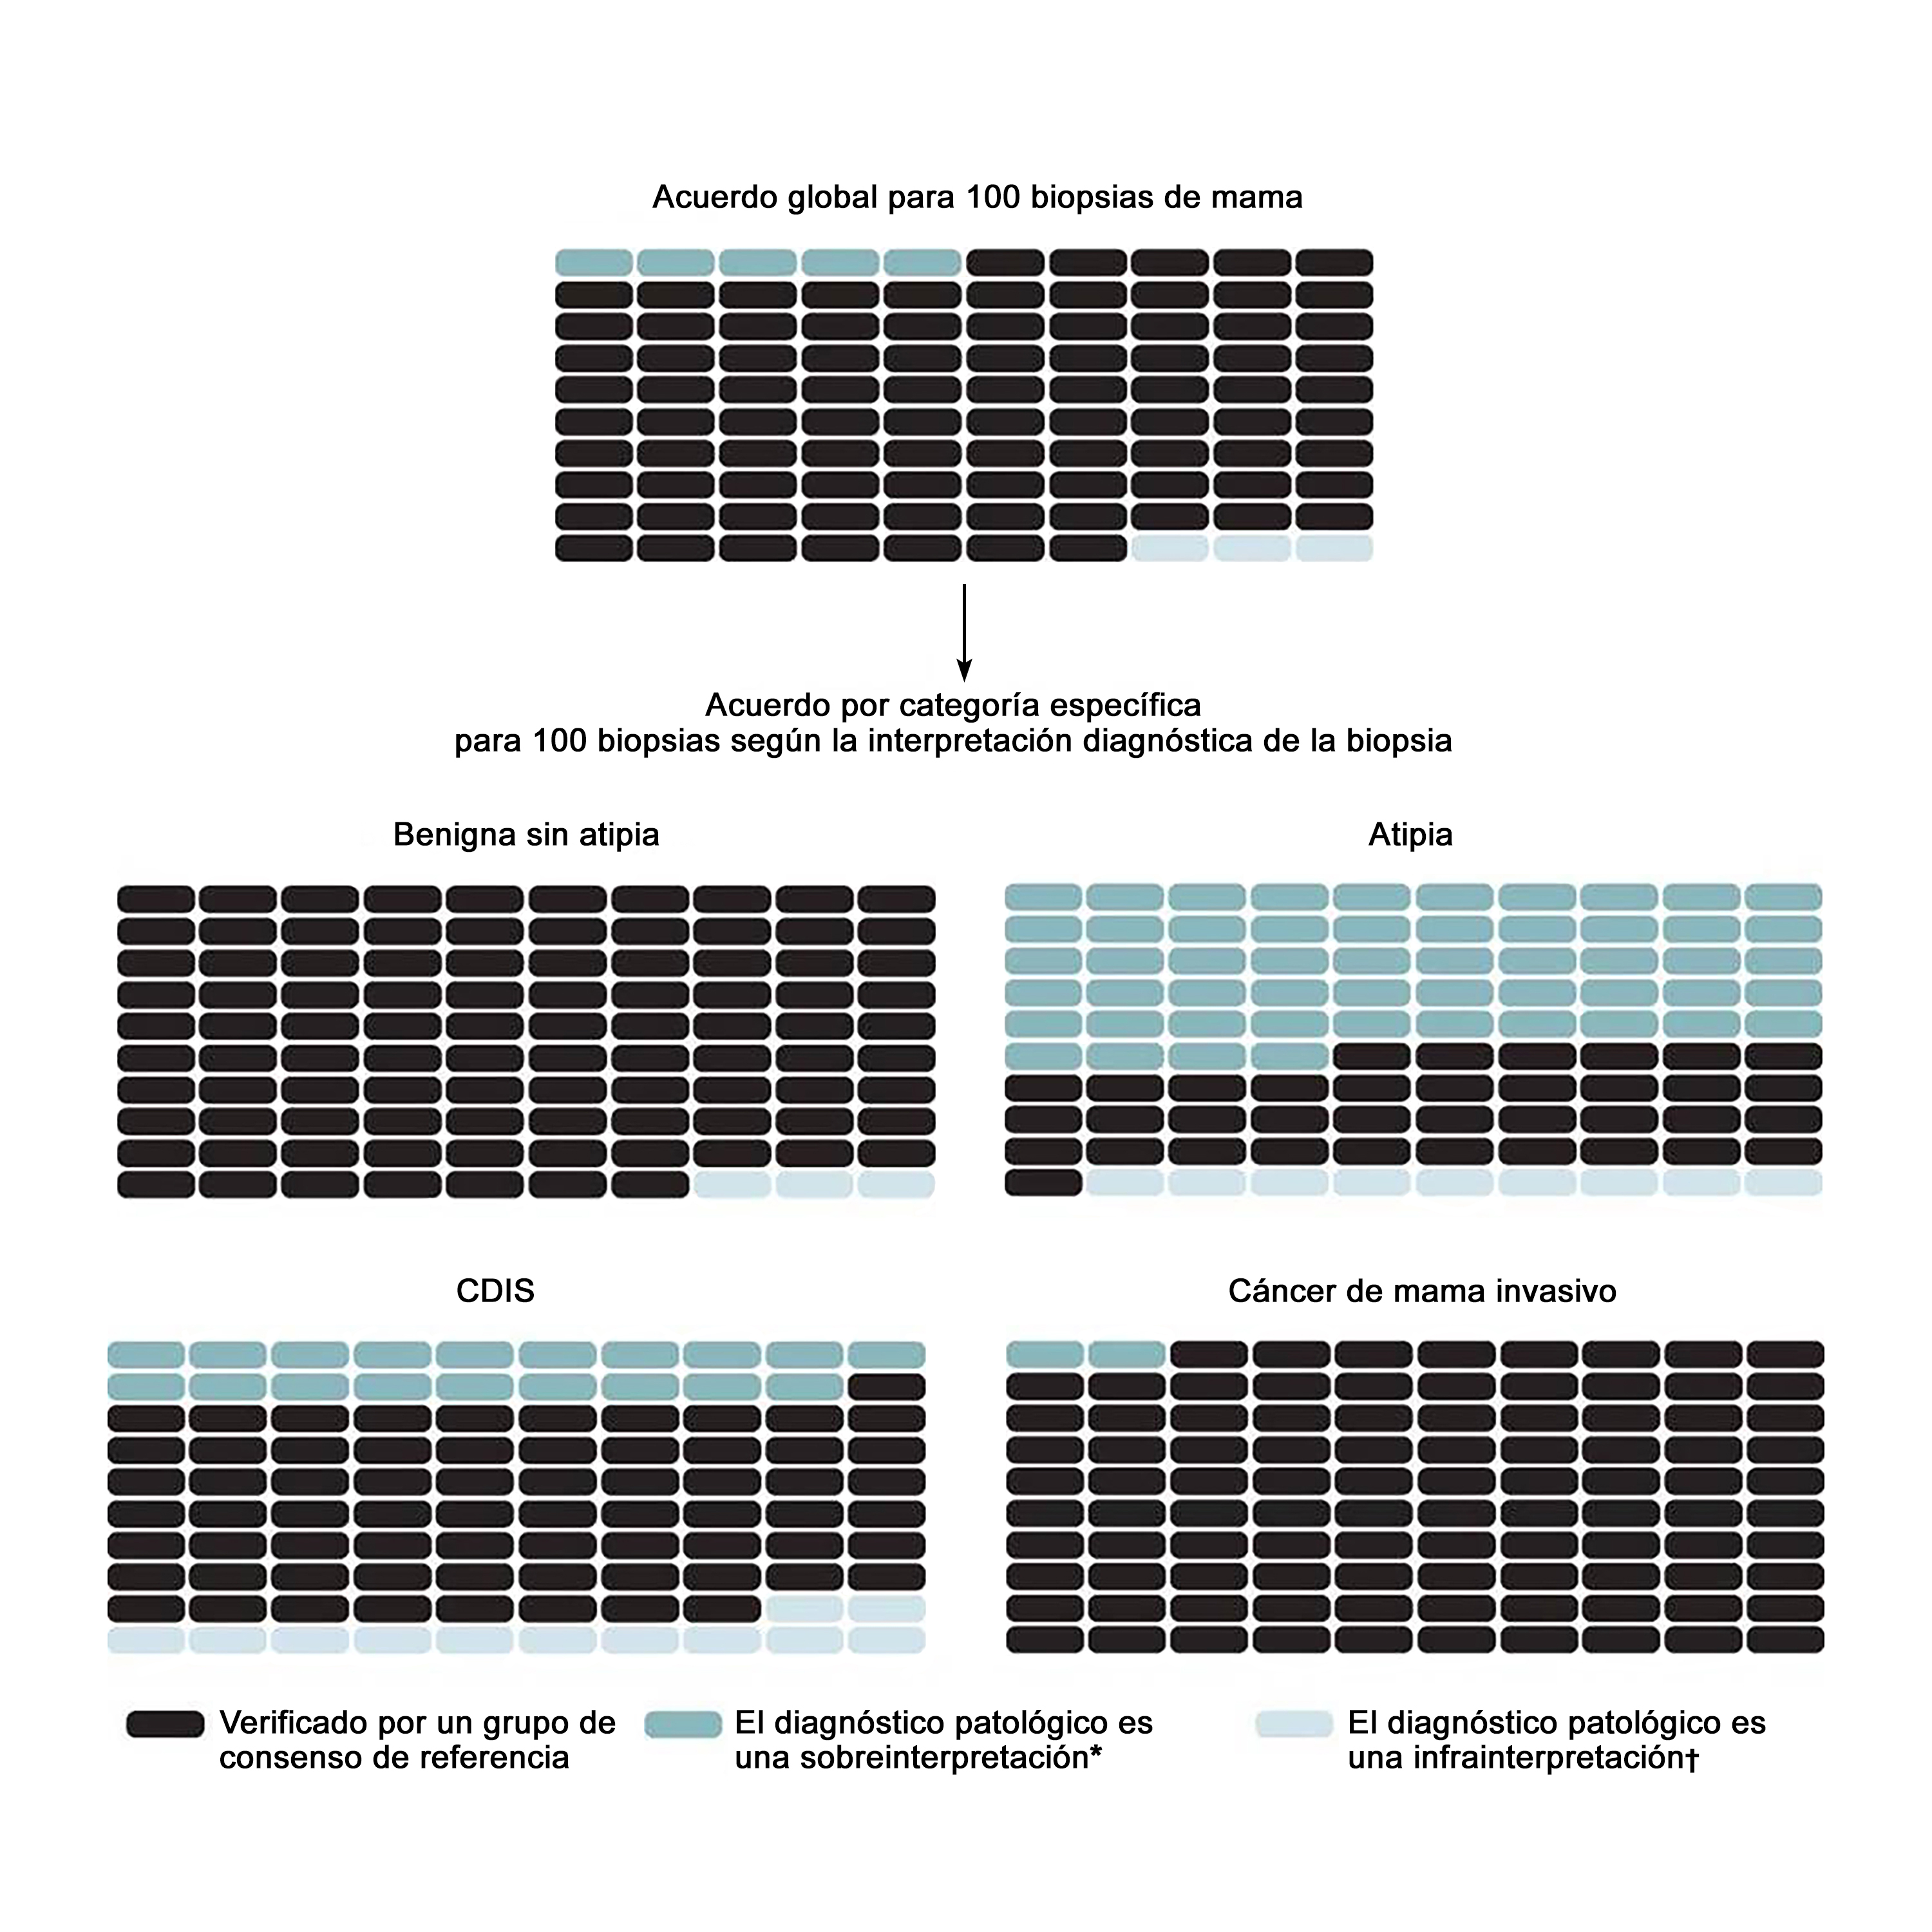 Acuerdo global para 100 biopsias de mama
Acuerdo por categoría específica
para 100 biopsias según la interpretación diagnóstica de la biopsia
Benigna sin atipia
Atipia
CDIS
Cáncer de mama invasivo
Verificado por un grupo de
consenso de referencia
El diagnóstico patológico es
una sobreinterpretación*
El diagnóstico patológico es
una infrainterpretación†